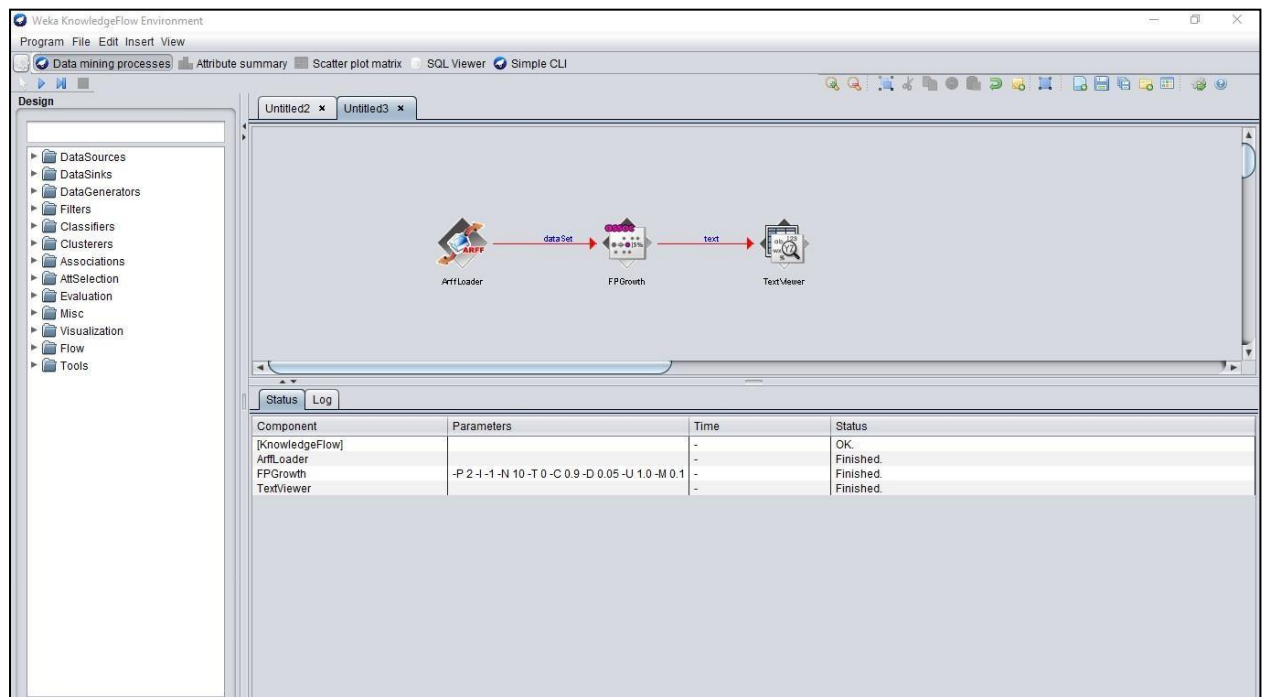 Weka KnowledgeFlow Environment
Program File Edit Insert View
Data mining processes Attribute summary Scatter plot matrix SQL Viewer Simple CLI
Design
Untitled2 Untitled3
DataSources
DataSinks
DataGenerators
Filters
Classifiers
Clusterers
Associations
AttSelection
Evaluation
Misc
Visualization
Flow
Tools
dataSet text
ARFF
ArffLoader FPGrowth TextViewer
Status Log
Component Parameters Time Status
[KnowledgeFlow] - OK.
ArffLoader - Finished.
FPGrowth -P 2 -I -1 -N 10 -T 0 -C 0.9 -D 0.05 -U 1.0 -M 0.1 - Finished.
TextViewer - Finished.